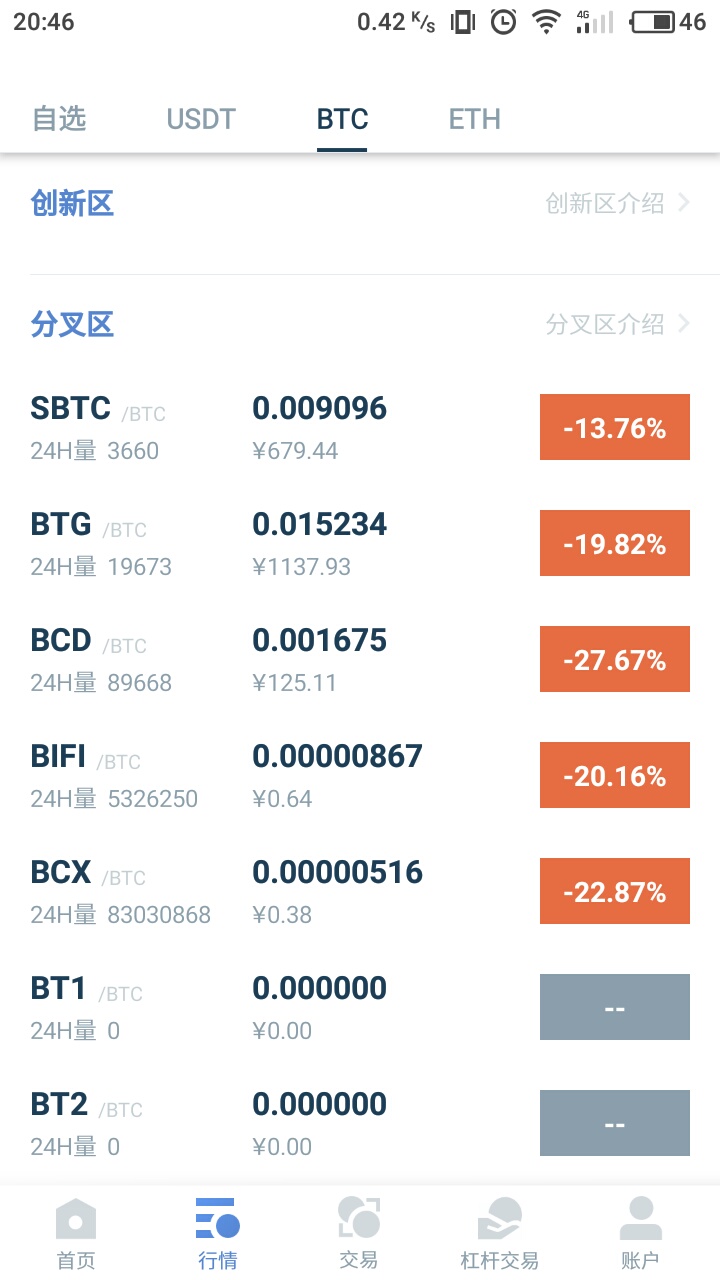 20:46 0.42 K/s 4G 46
自选 USDT BTC ETH
创新区 创新区介绍
分叉区 分叉区介绍
SBTC /BTC 0.009096 -13.76%
24H量 3660 ¥679.44
BTG /BTC 0.015234 -19.82%
24H量 19673 ¥1137.93
BCD /BTC 0.001675 -27.67%
24H量 89668 ¥125.11
BIFI /BTC 0.00000867 -20.16%
24H量 5326250 ¥0.64
BCX /BTC 0.00000516 -22.87%
24H量 83030868 ¥0.38
BT1 /BTC 0.000000 --
24H量 0 ¥0.00
BT2 /BTC 0.000000 --
24H量 0 ¥0.00
首页 行情 交易 杠杆交易 账户